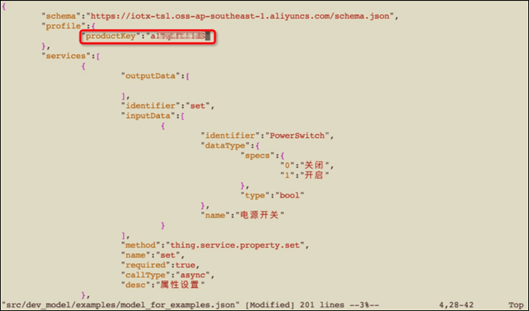 {
"schema":"https://iotx-tsl.oss-ap-southeast-1.aliyuncs.com/schema.json",
"profile":{
"productKey":"a1
},
"services":[
{
"outputData":[
],
"identifier":"set",
"inputData":[
{
"identifier":"PowerSwitch",
"dataType":{
"specs":{
"0":"关闭",
"1":"开启"
},
"type":"bool"
},
"name":"电源开关"
}
],
"method":"thing.service.property.set",
"name":"set",
"required":true,
"callType":"async",
"desc":"属性设置"
},
"src/dev_model/examples/model_for_examples.json" [Modified] 201 lines --3%-- 4,28-42 Top